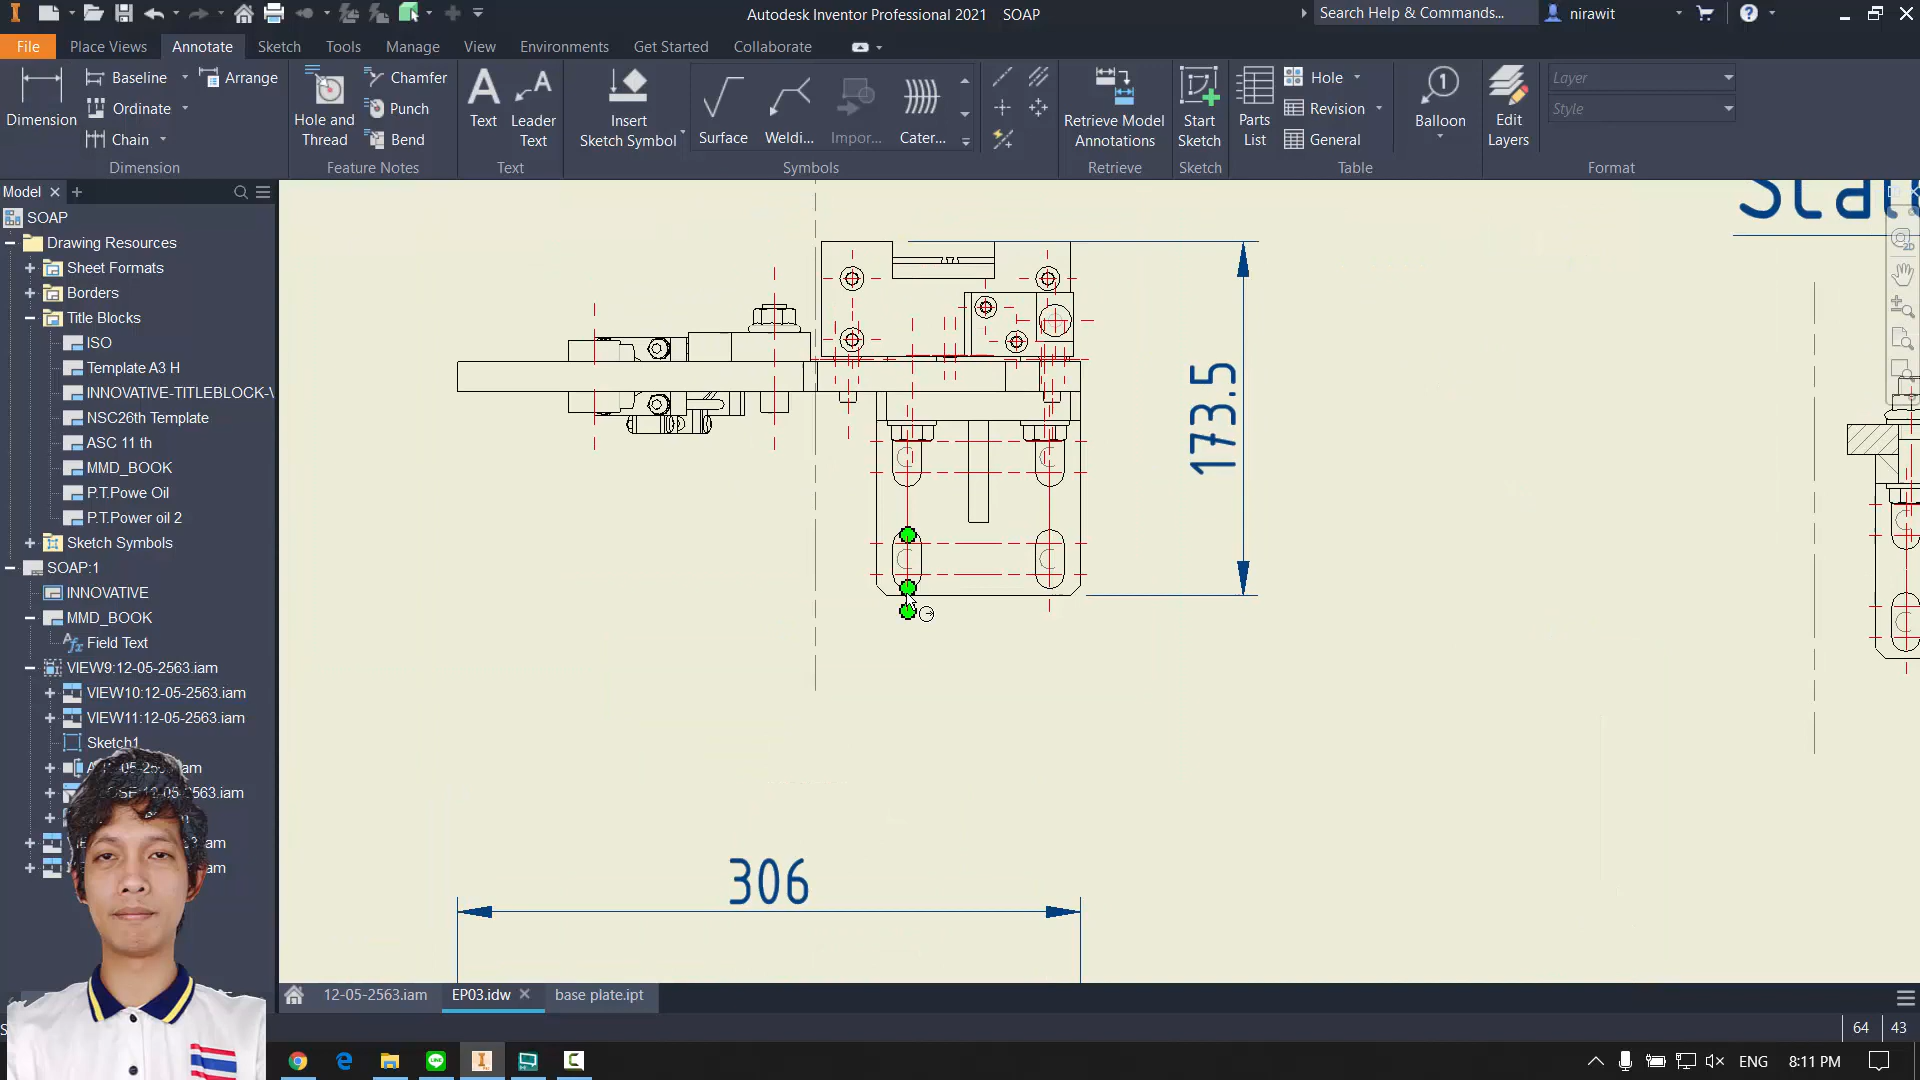 Autodesk Inventor Professional 2021 SOAP
Search Help & Commands...
nirawit
File
Place Views
Annotate
Sketch
Tools
Manage
View
Environments
Get Started
Collaborate
Dimension
Baseline
Ordinate
Chain
Arrange
Dimension
Hole and Thread
Chamfer
Punch
Bend
Feature Notes
Text
Leader Text
Text
Insert Sketch Symbol
Surface
Weldi...
Impor...
Cater...
Symbols
Retrieve Model Annotations
Retrieve
Start Sketch
Sketch
Parts List
Hole
Revision
General
Table
Balloon
Edit Layers
Layer
Style
Format
Model
SOAP
Drawing Resources
Sheet Formats
Borders
Title Blocks
ISO
Template A3 H
INNOVATIVE-TITLEBLOCK-V
NSC26th Template
ASC 11 th
MMD_BOOK
P.T.Powe Oil
P.T.Power oil 2
Sketch Symbols
SOAP:1
INNOVATIVE
MMD_BOOK
Field Text
VIEW9:12-05-2563.iam
VIEW10:12-05-2563.iam
VIEW11:12-05-2563.iam
Sketch1
173.5
306
12-05-2563.iam
EP03.idw
base plate.ipt
64 43
ENG
8:11 PM